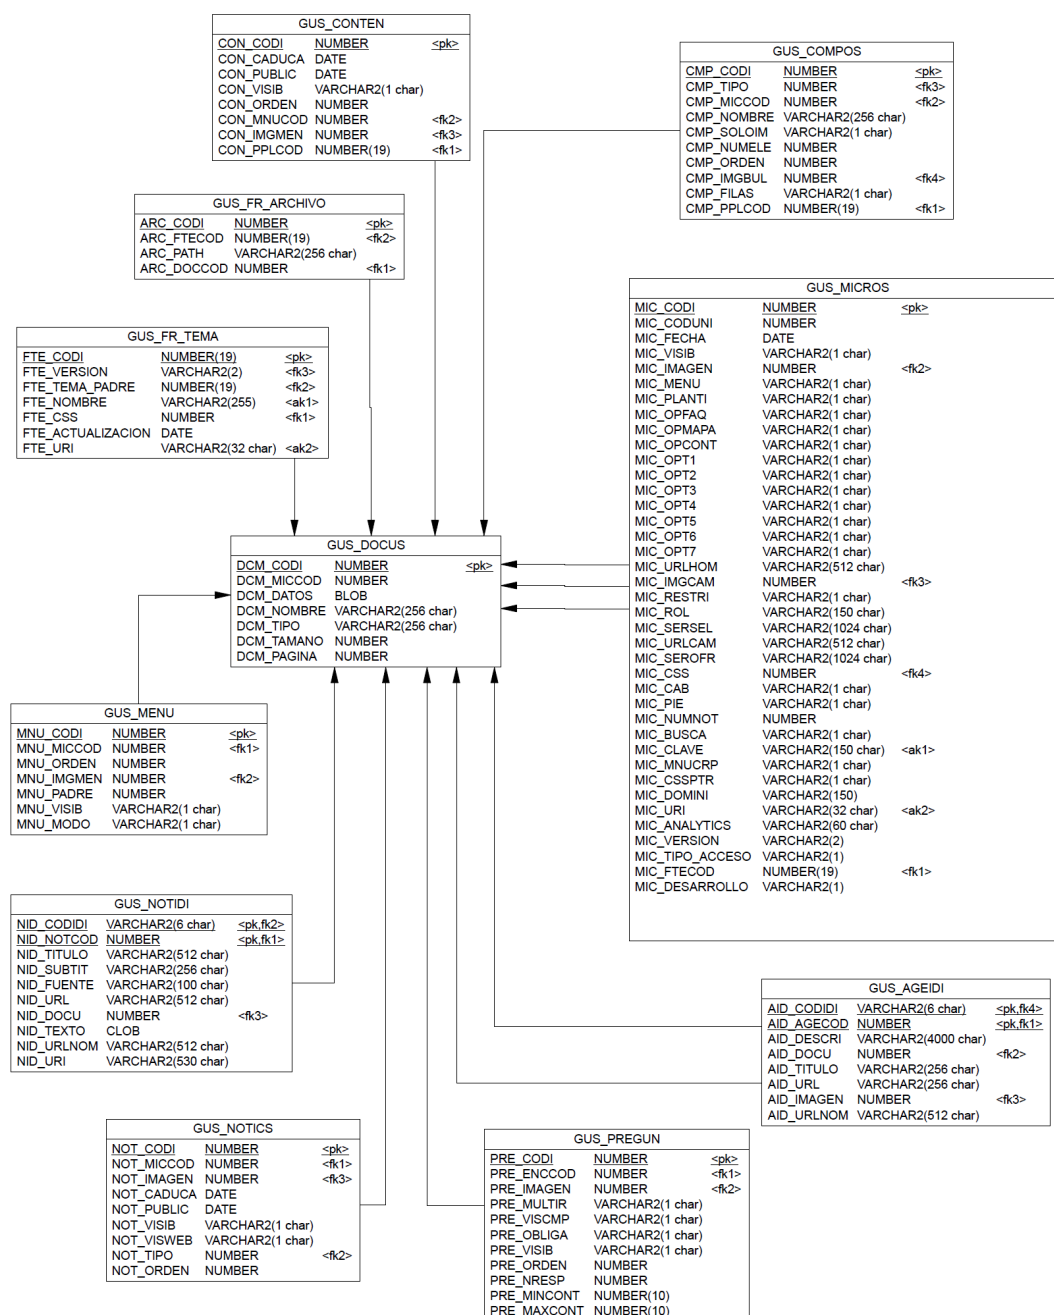 GUS_CONTEN
CON_CODI NUMBER <pk>
CON_CADUCA DATE
CON_PUBLIC DATE
CON_VISIB VARCHAR2(1 char)
CON_ORDEN NUMBER
CON_MNUCOD NUMBER <fk2>
CON_IMGMEN NUMBER <fk3>
CON_PPLCOD NUMBER(19) <fk1>
GUS_COMPOS
CMP_CODI NUMBER <pk>
CMP_TIPO NUMBER <fk3>
CMP_MICCOD NUMBER <fk2>
CMP_NOMBRE VARCHAR2(256 char)
CMP_SOLOIM VARCHAR2(1 char)
CMP_NUMELE NUMBER
CMP_ORDEN NUMBER
CMP_IMGBUL NUMBER <fk4>
CMP_FILAS VARCHAR2(1 char)
CMP_PPLCOD NUMBER(19) <fk1>
GUS_FR_ARCHIVO
ARC_CODI NUMBER <pk>
ARC_FTECOD NUMBER(19) <fk2>
ARC_PATH VARCHAR2(256 char)
ARC_DOCCOD NUMBER <fk1>
GUS_MICROS
MIC_CODI NUMBER <pk>
MIC_CODUNI NUMBER
MIC_FECHA DATE
MIC_VISIB VARCHAR2(1 char)
MIC_IMAGEN NUMBER <fk2>
MIC_MENU VARCHAR2(1 char)
MIC_PLANTI VARCHAR2(1 char)
MIC_OPFAQ VARCHAR2(1 char)
MIC_OPMAPA VARCHAR2(1 char)
MIC_OPCONT VARCHAR2(1 char)
MIC_OPT1 VARCHAR2(1 char)
MIC_OPT2 VARCHAR2(1 char)
MIC_OPT3 VARCHAR2(1 char)
MIC_OPT4 VARCHAR2(1 char)
MIC_OPT5 VARCHAR2(1 char)
MIC_OPT6 VARCHAR2(1 char)
MIC_OPT7 VARCHAR2(1 char)
MIC_URLHOM VARCHAR2(512 char)
MIC_IMGCAM NUMBER <fk3>
MIC_RESTRI VARCHAR2(1 char)
MIC_ROL VARCHAR2(150 char)
MIC_SERSEL VARCHAR2(1024 char)
MIC_URLCAM VARCHAR2(512 char)
MIC_SEROFR VARCHAR2(1024 char)
MIC_CSS NUMBER <fk4>
MIC_CAB VARCHAR2(1 char)
MIC_PIE VARCHAR2(1 char)
MIC_NUMNOT NUMBER
MIC_BUSCA VARCHAR2(1 char)
MIC_CLAVE VARCHAR2(150 char) <ak1>
MIC_MNUCRP VARCHAR2(1 char)
MIC_CSSPTR VARCHAR2(1 char)
MIC_DOMINI VARCHAR2(150)
MIC_URI VARCHAR2(32 char) <ak2>
MIC_ANALYTICS VARCHAR2(60 char)
MIC_VERSION VARCHAR2(2)
MIC_TIPO_ACCESO VARCHAR2(1)
MIC_FTECOD NUMBER(19) <fk1>
MIC_DESARROLLO VARCHAR2(1)
GUS_FR_TEMA
FTE_CODI NUMBER(19) <pk>
FTE_VERSION VARCHAR2(2) <fk3>
FTE_TEMA_PADRE NUMBER(19) <fk2>
FTE_NOMBRE VARCHAR2(255) <ak1>
FTE_CSS NUMBER <fk1>
FTE_ACTUALIZACION DATE
FTE_URI VARCHAR2(32 char) <ak2>
GUS_DOCUS
DCM_CODI NUMBER <pk>
DCM_MICCOD NUMBER
DCM_DATOS BLOB
DCM_NOMBRE VARCHAR2(256 char)
DCM_TIPO VARCHAR2(256 char)
DCM_TAMANO NUMBER
DCM_PAGINA NUMBER
GUS_MENU
MNU_CODI NUMBER <pk>
MNU_MICCOD NUMBER <fk1>
MNU_ORDEN NUMBER
MNU_IMGMEN NUMBER <fk2>
MNU_PADRE NUMBER
MNU_VISIB VARCHAR2(1 char)
MNU_MODO VARCHAR2(1 char)
GUS_NOTIDI
NID_CODIDI VARCHAR2(6 char) <pk,fk2>
NID_NOTCOD NUMBER <pk,fk1>
NID_TITULO VARCHAR2(512 char)
NID_SUBTIT VARCHAR2(256 char)
NID_FUENTE VARCHAR2(100 char)
NID_URL VARCHAR2(512 char)
NID_DOCU NUMBER <fk3>
NID_TEXTO CLOB
NID_URLNOM VARCHAR2(512 char)
NID_URI VARCHAR2(530 char)
GUS_AGEIDI
AID_CODIDI VARCHAR2(6 char) <pk,fk4>
AID_AGECOD NUMBER <pk,fk1>
AID_DESCRI VARCHAR2(4000 char)
AID_DOCU NUMBER <fk2>
AID_TITULO VARCHAR2(256 char)
AID_URL VARCHAR2(256 char)
AID_IMAGEN NUMBER <fk3>
AID_URLNOM VARCHAR2(512 char)
GUS_NOTICS
NOT_CODI NUMBER <pk>
NOT_MICCOD NUMBER <fk1>
NOT_IMAGEN NUMBER <fk3>
NOT_CADUCA DATE
NOT_PUBLIC DATE
NOT_VISIB VARCHAR2(1 char)
NOT_VISWEB VARCHAR2(1 char)
NOT_TIPO NUMBER <fk2>
NOT_ORDEN NUMBER
GUS_PREGUN
PRE_CODI NUMBER <pk>
PRE_ENCCOD NUMBER <fk1>
PRE_IMAGEN NUMBER <fk2>
PRE_MULTIR VARCHAR2(1 char)
PRE_VISCMP VARCHAR2(1 char)
PRE_OBLIGA VARCHAR2(1 char)
PRE_VISIB VARCHAR2(1 char)
PRE_ORDEN NUMBER
PRE_NRESP NUMBER
PRE_MINCONT NUMBER(10)
PRE_MAXCONT NUMBER(10)